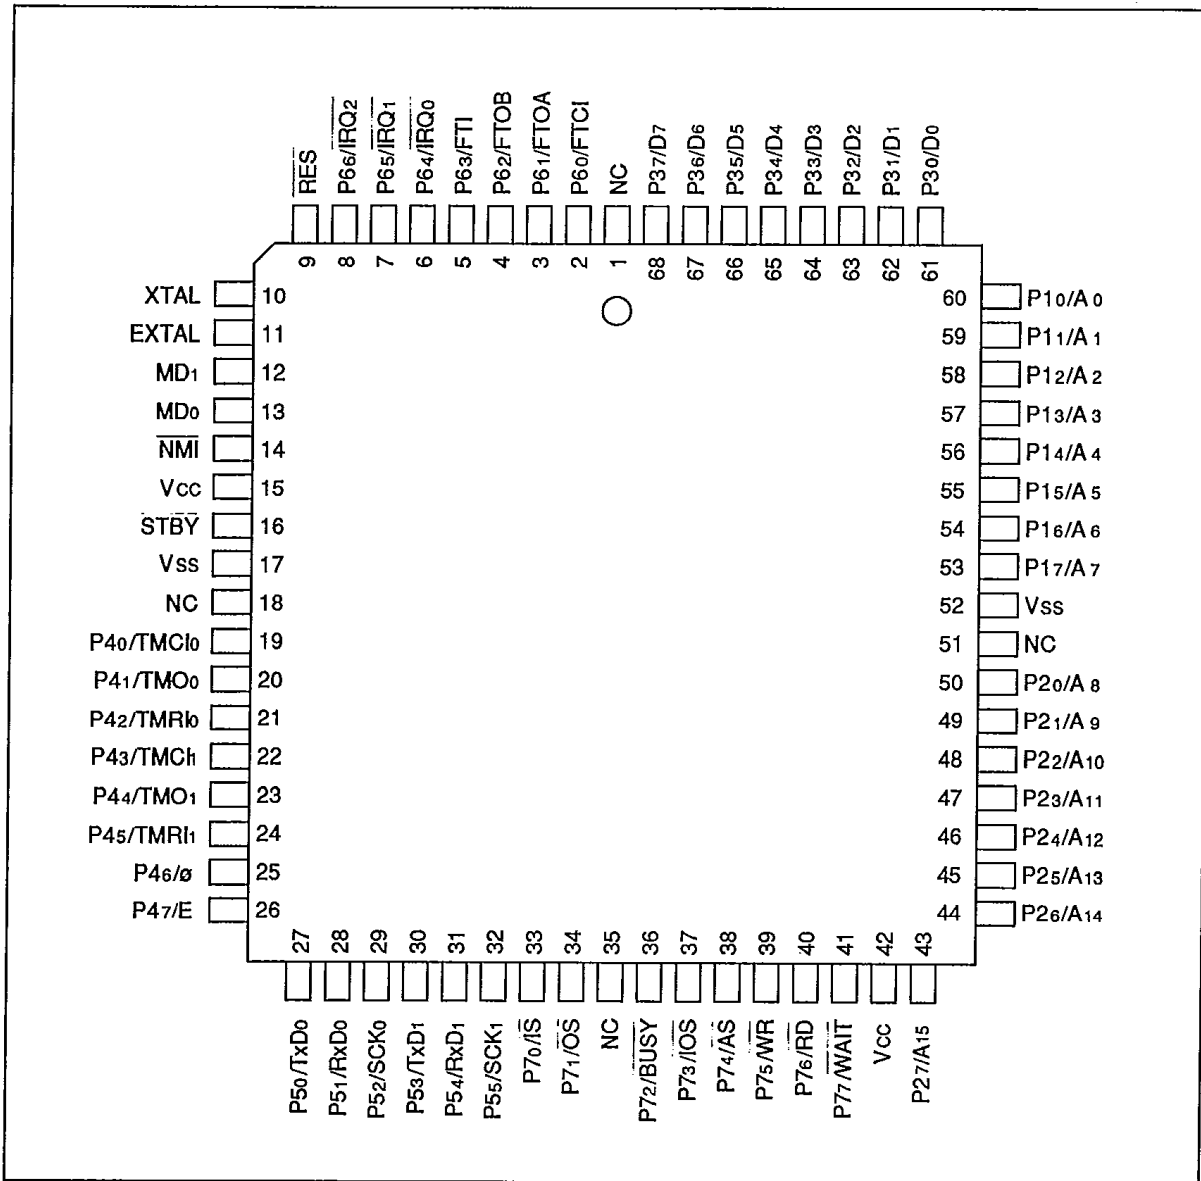 RES
P66/IRQ2
P65/IRQ1
P64/IRQ0
P63/FTI
P62/FTOB
P61/FTOA
P60/FTCI
NC
P37/D7
P36/D6
P35/D5
P34/D4
P33/D3
P32/D2
P31/D1
P30/D0
9 8 7 6 5 4 3 2 1 68 67 66 65 64 63 62 61
XTAL 10
EXTAL 11
MD1 12
MD0 13
NMI 14
Vcc 15
STBY 16
Vss 17
NC 18
P40/TMCI0 19
P41/TMO0 20
P42/TMRI0 21
P43/TMCI1 22
P44/TMO1 23
P45/TMRI1 24
P46/ø 25
P47/E 26
60 P10/A0
59 P11/A1
58 P12/A2
57 P13/A3
56 P14/A4
55 P15/A5
54 P16/A6
53 P17/A7
52 Vss
51 NC
50 P20/A8
49 P21/A9
48 P22/A10
47 P23/A11
46 P24/A12
45 P25/A13
44 P26/A14
27 28 29 30 31 32 33 34 35 36 37 38 39 40 41 42 43
P50/TxD0
P51/RxD0
P52/SCK0
P53/TxD1
P54/RxD1
P55/SCK1
P70/IS
P71/OS
NC
P72/BUSY
P73/IOS
P74/AS
P75/WR
P76/RD
P77/WAIT
Vcc
P27/A15